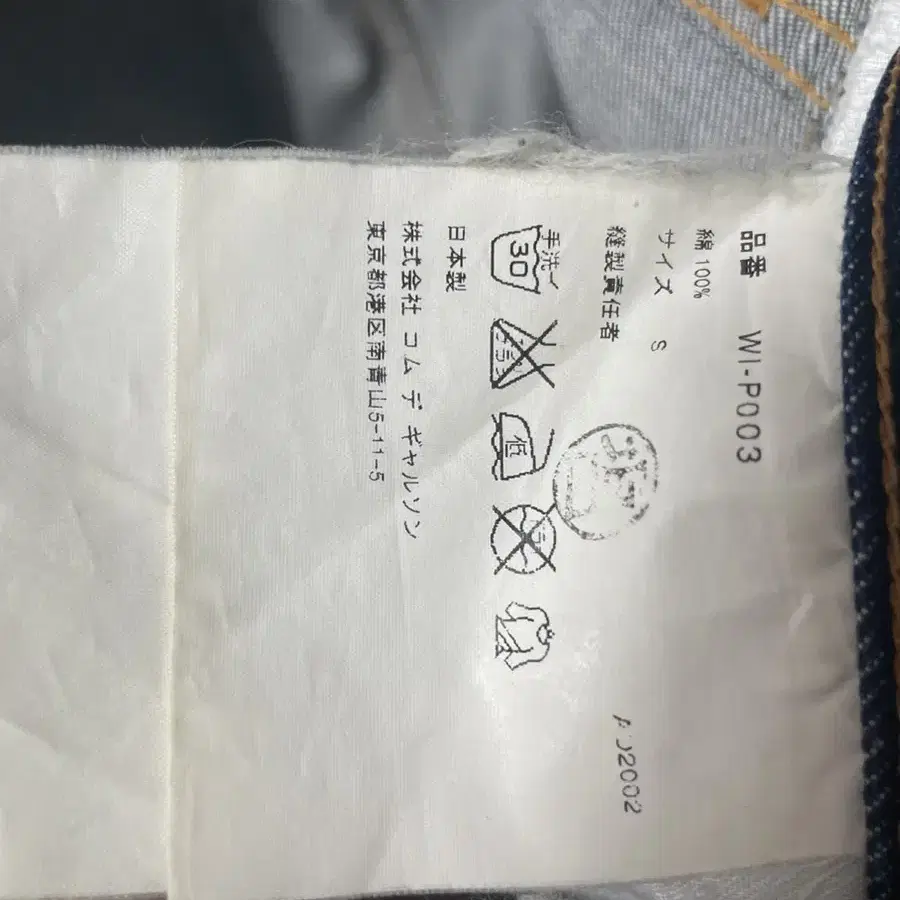 品番 WI-P003
綿 100%
サイズ S
縫製責任者
手洗イ
30
低
日本製
株式会社 コム デ ギャルソン
東京都港区南青山5-11-5
AD2002